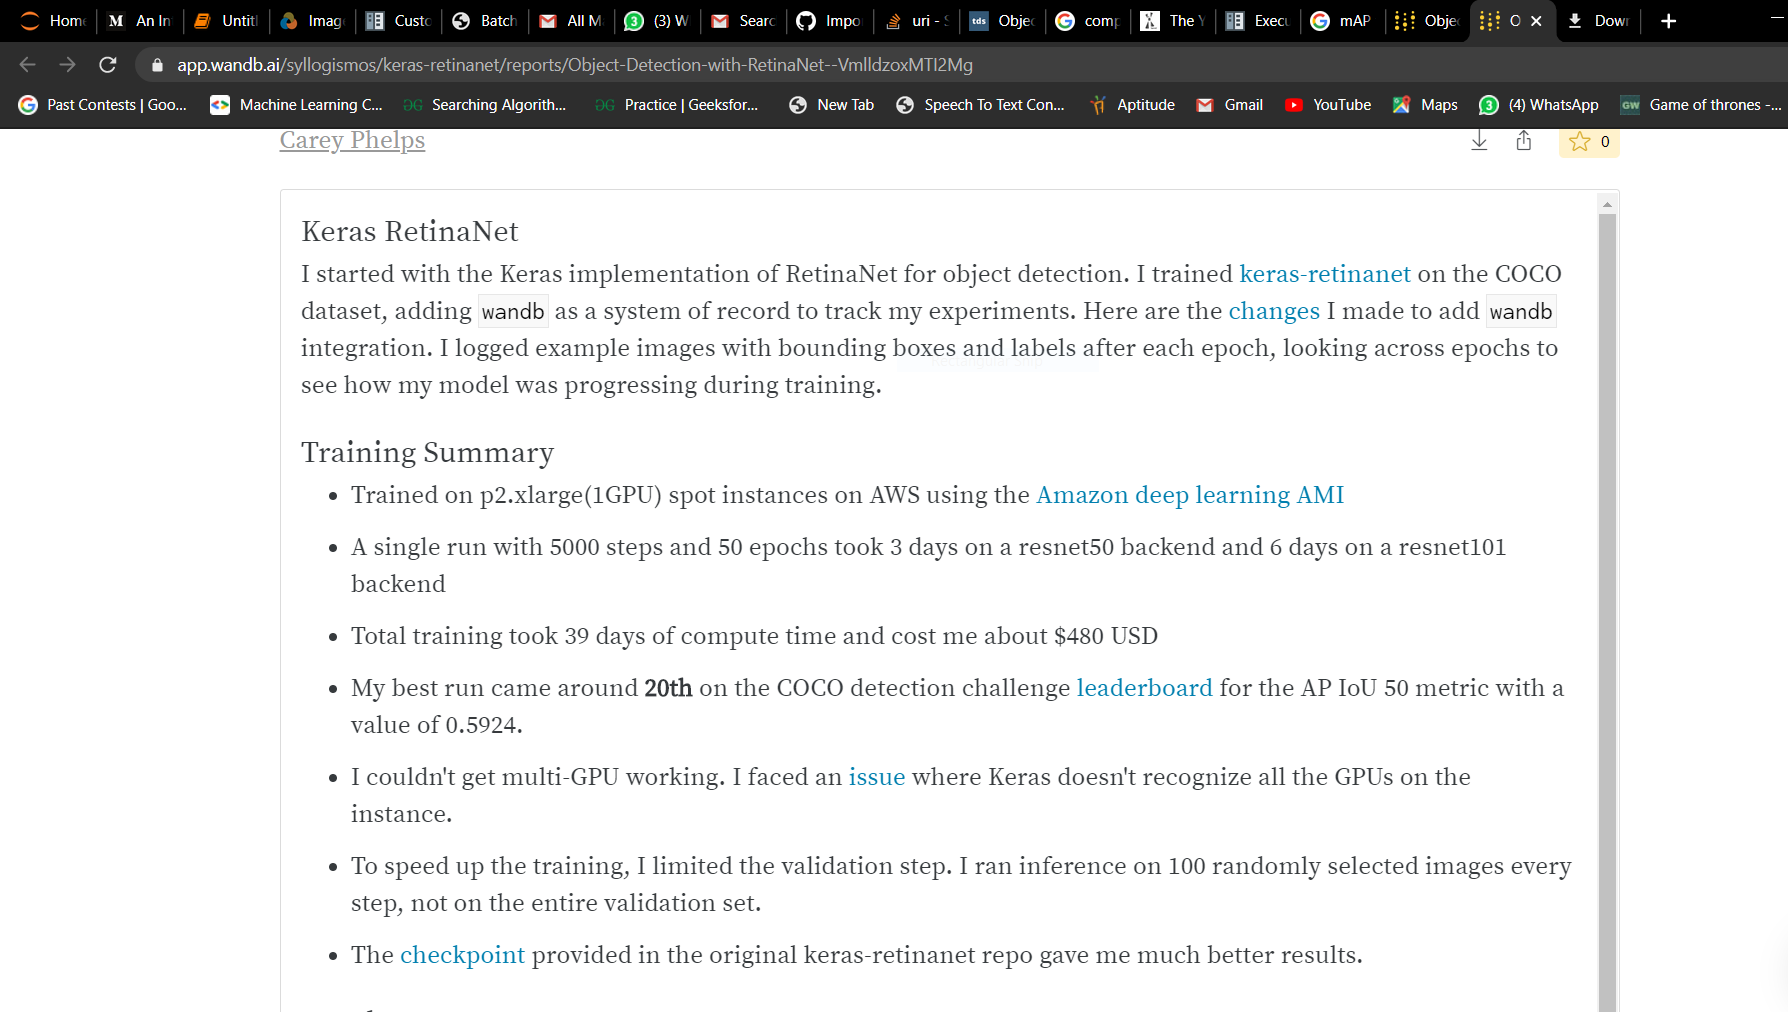 Home
M An In
Untitl
Imag
Custo
Batch
All M
3 (3) W
Searc
Impo
uri - S
tds Objec
comp
The Y
Execu
mAP
Obje
O
Down
app.wandb.ai/syllogismos/keras-retinanet/reports/Object-Detection-with-RetinaNet--VmlldzoxMTI2Mg
Past Contests | Goo...
Machine Learning C...
Searching Algorith...
Practice | Geeksfor...
New Tab
Speech To Text Con...
Aptitude
Gmail
YouTube
Maps
3 (4) WhatsApp
GW Game of thrones -...
Carey Phelps
0
Keras RetinaNet
I started with the Keras implementation of RetinaNet for object detection. I trained keras-retinanet on the COCO
dataset, adding wandb as a system of record to track my experiments. Here are the changes I made to add wandb
integration. I logged example images with bounding boxes and labels after each epoch, looking across epochs to
see how my model was progressing during training.
Training Summary
• Trained on p2.xlarge(1GPU) spot instances on AWS using the Amazon deep learning AMI
• A single run with 5000 steps and 50 epochs took 3 days on a resnet50 backend and 6 days on a resnet101
backend
• Total training took 39 days of compute time and cost me about $480 USD
• My best run came around 20th on the COCO detection challenge leaderboard for the AP IoU 50 metric with a
value of 0.5924.
• I couldn't get multi-GPU working. I faced an issue where Keras doesn't recognize all the GPUs on the
instance.
• To speed up the training, I limited the validation step. I ran inference on 100 randomly selected images every
step, not on the entire validation set.
• The checkpoint provided in the original keras-retinanet repo gave me much better results.